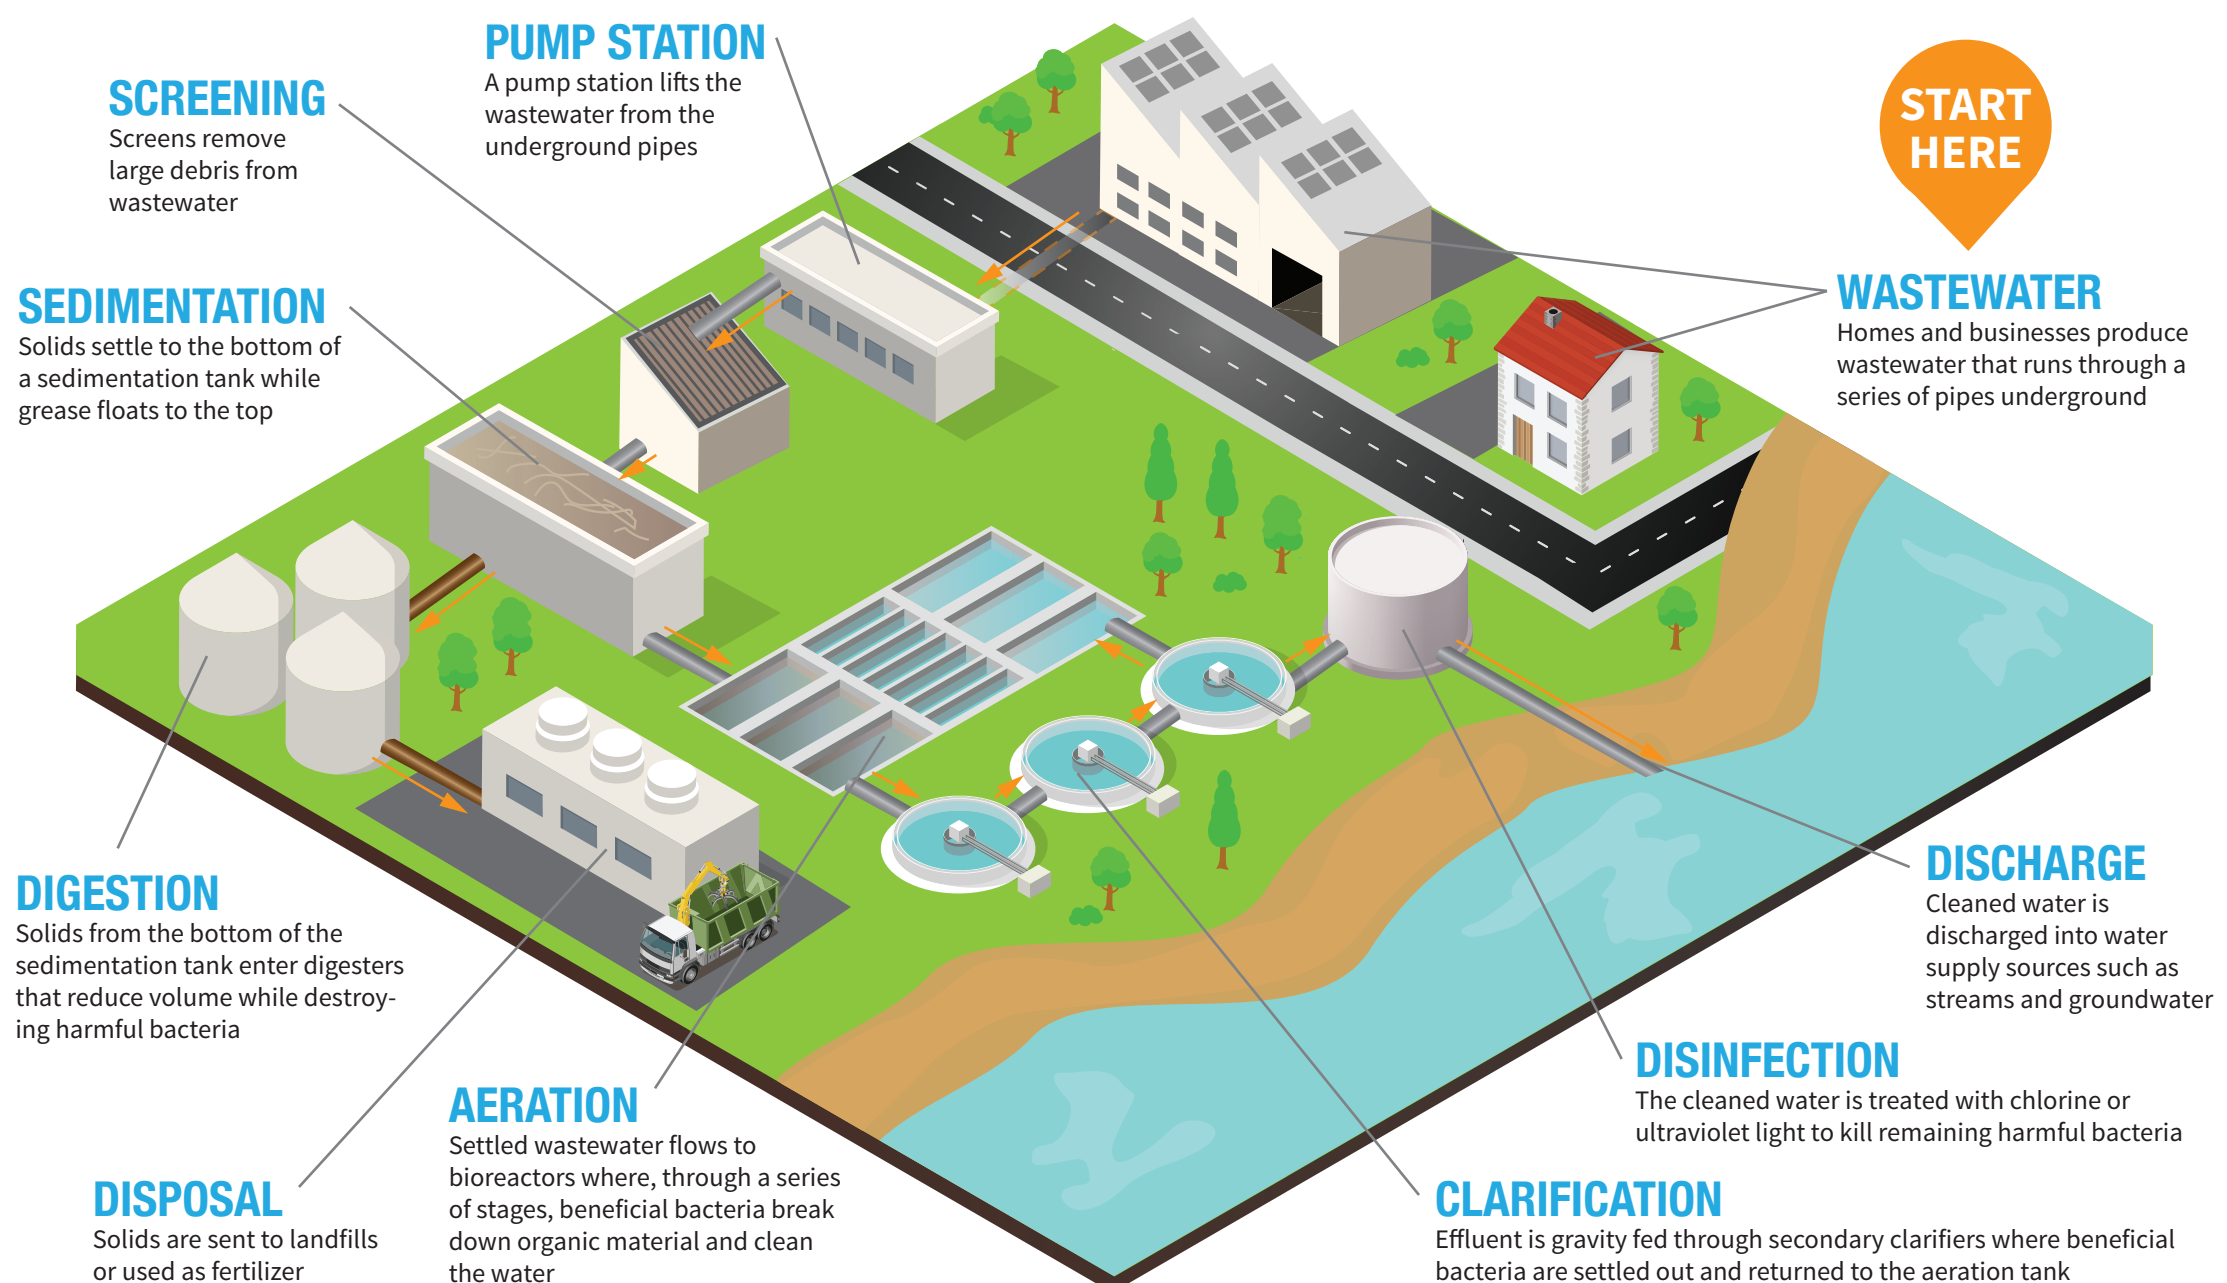 START
HERE
WASTEWATER
Homes and businesses produce
wastewater that runs through a
series of pipes underground
PUMP STATION
A pump station lifts the
wastewater from the
underground pipes
SCREENING
Screens remove
large debris from
wastewater
SEDIMENTATION
Solids settle to the bottom of
a sedimentation tank while
grease floats to the top
DIGESTION
Solids from the bottom of the
sedimentation tank enter digesters
that reduce volume while destroy-
ing harmful bacteria
DISPOSAL
Solids are sent to landfills
or used as fertilizer
AERATION
Settled wastewater flows to
bioreactors where, through a series
of stages, beneficial bacteria break
down organic material and clean
the water
CLARIFICATION
Effluent is gravity fed through secondary clarifiers where beneficial
bacteria are settled out and returned to the aeration tank
DISINFECTION
The cleaned water is treated with chlorine or
ultraviolet light to kill remaining harmful bacteria
DISCHARGE
Cleaned water is
discharged into water
supply sources such as
streams and groundwater